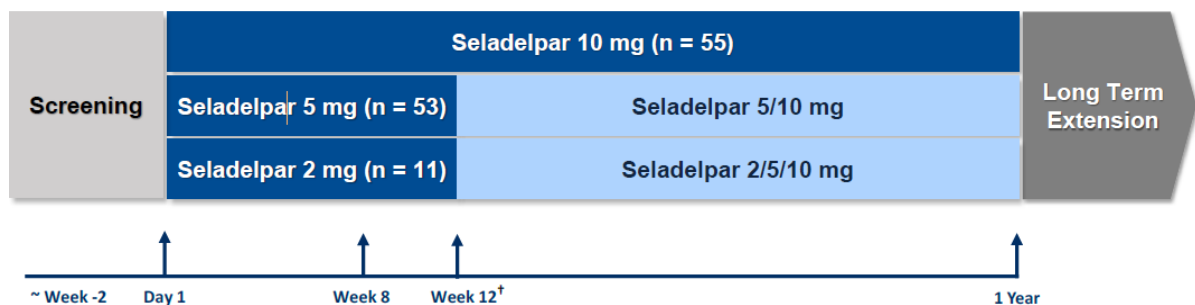 Seladelpar 10 mg (n = 55)
Screening
Seladelpar 5 mg (n = 53)
Seladelpar 5/10 mg
Long Term
Extension
Seladelpar 2 mg (n = 11)
Seladelpar 2/5/10 mg
~ Week -2
Day 1
Week 8
Week 12†
1 Year